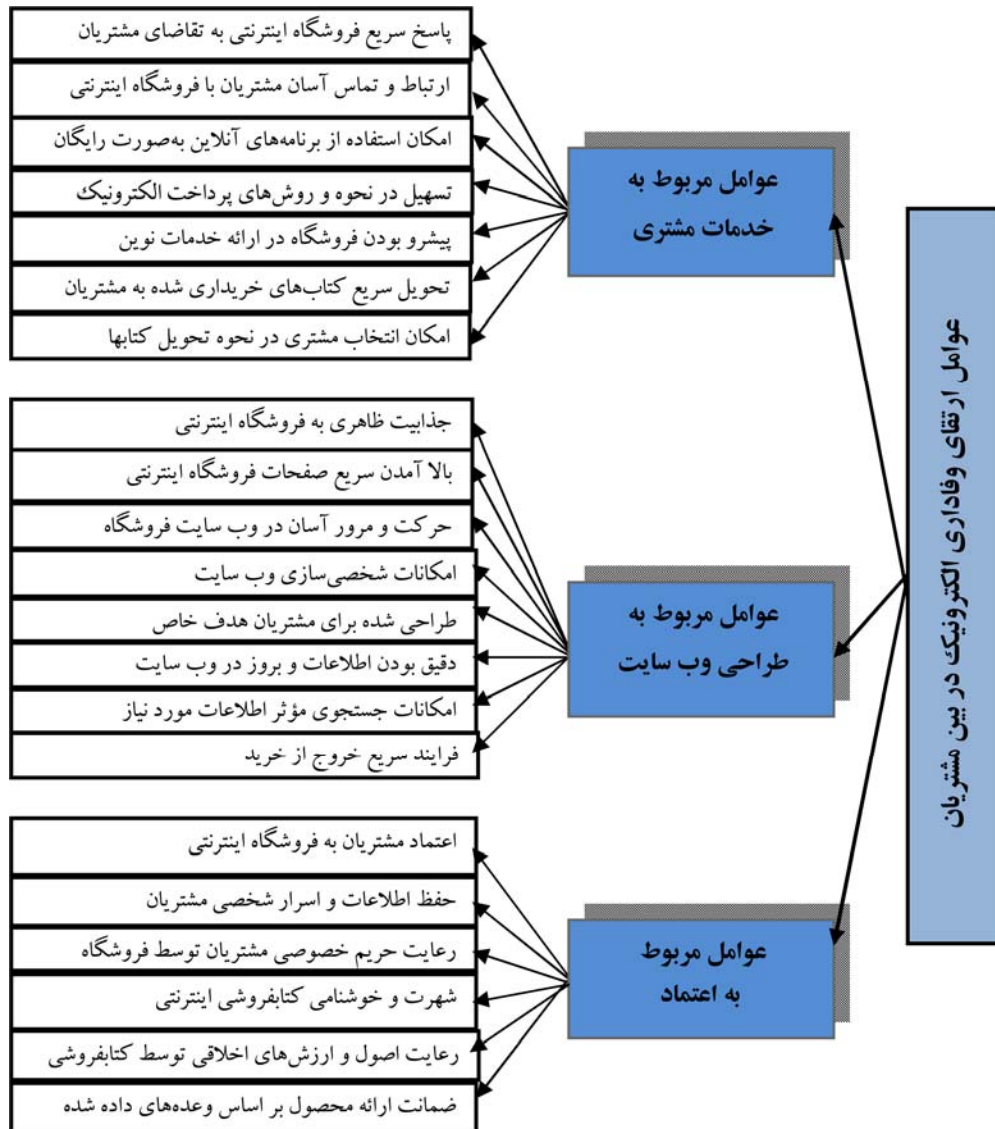 عوامل ارتقای وفاداری الکترونیک در بین مشتریان
عوامل مربوط به
خدمات مشتری
پاسخ سریع فروشگاه اینترنتی به تقاضای مشتریان
ارتباط و تماس آسان مشتریان با فروشگاه اینترنتی
امکان استفاده از برنامه‌های آنلاین به‌صورت رایگان
تسهیل در نحوه و روش‌های پرداخت الکترونیک
پیشرو بودن فروشگاه در ارائه خدمات نوین
تحویل سریع کتاب‌های خریداری شده به مشتریان
امکان انتخاب مشتری در نحوه تحویل کتابها
عوامل مربوط به
طراحی وب سایت
جذابیت ظاهری به فروشگاه اینترنتی
بالا آمدن سریع صفحات فروشگاه اینترنتی
حرکت و مرور آسان در وب سایت فروشگاه
امکانات شخصی‌سازی وب سایت
طراحی شده برای مشتریان هدف خاص
دقیق بودن اطلاعات و بروز در وب سایت
امکانات جستجوی مؤثر اطلاعات مورد نیاز
فرایند سریع خروج از خرید
عوامل مربوط
به اعتماد
اعتماد مشتریان به فروشگاه اینترنتی
حفظ اطلاعات و اسرار شخصی مشتریان
رعایت حریم خصوصی مشتریان توسط فروشگاه
شهرت و خوشنامی کتابفروشی اینترنتی
رعایت اصول و ارزش‌های اخلاقی توسط کتابفروشی
ضمانت ارائه محصول بر اساس وعده‌های داده شده